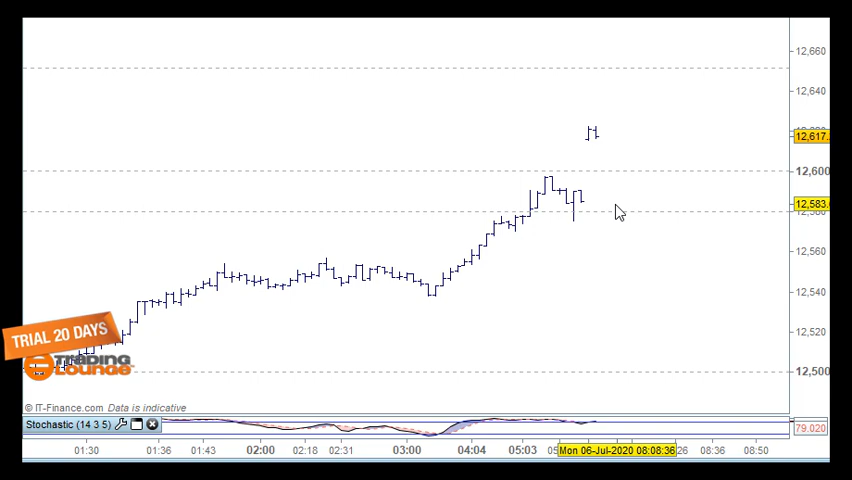 12,660
12,640
12,617.
12,600
12,583.
12,560
12,540
12,520
12,500
TRIAL 20 DAYS
TRADING
LOUNGE
© IT-Finance.com Data is indicative
Stochastic (14 3 5)
79,020
01:30 01:36 01:43 02:00 02:18 02:31 03:00 04:04 05:03 Mon 06-Jul-2020 08:08:36 26 08:36 08:50